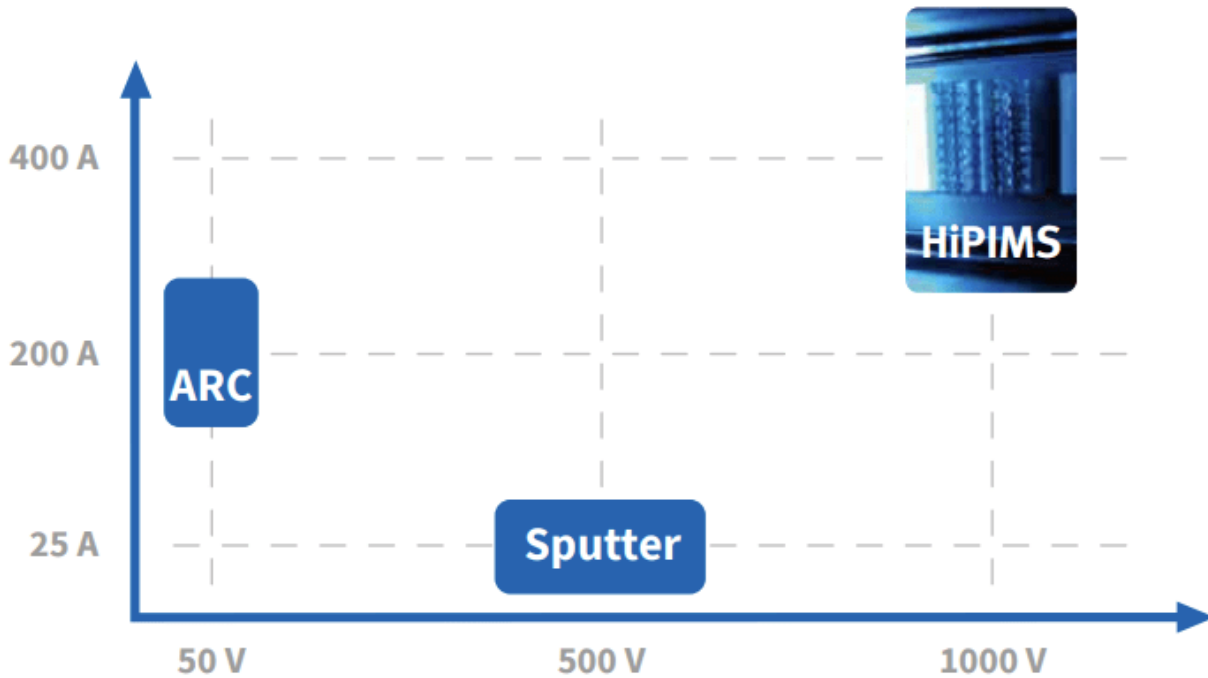 400 A
HiPIMS
200 A
ARC
25 A
Sputter
50 V
500 V
1000 V